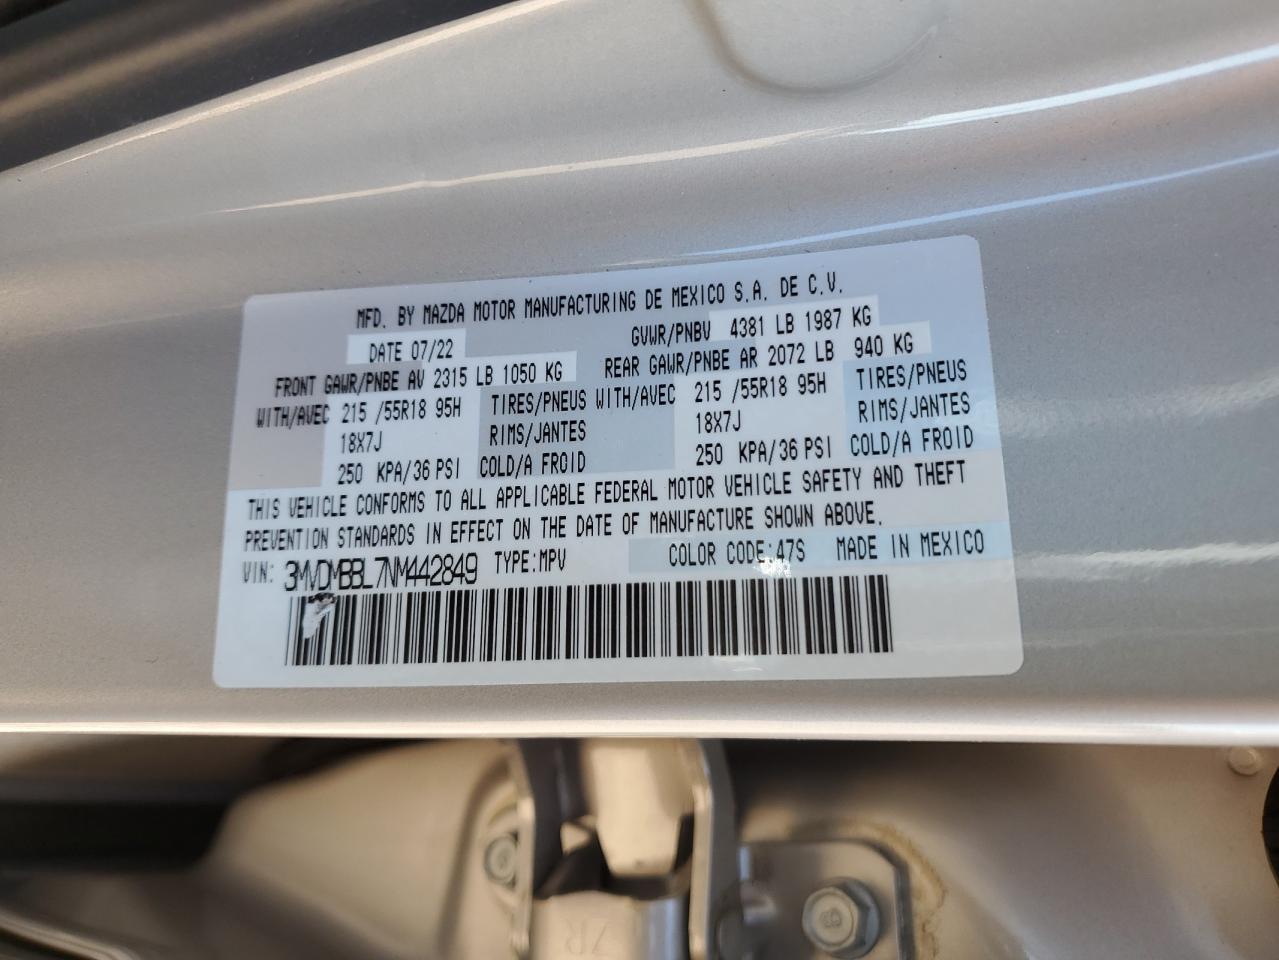 MFD. BY MAZDA MOTOR MANUFACTURING DE MEXICO S.A. DE C.V.
DATE 07/22 GVWR/PNBV 4381 LB 1987 KG
FRONT GAWR/PNBE AV 2315 LB 1050 KG REAR GAWR/PNBE AR 2072 LB 940 KG
WITH/AVEC 215 /55R18 95H TIRES/PNEUS WITH/AVEC 215 /55R18 95H TIRES/PNEUS
18X7J RIMS/JANTES 18X7J RIMS/JANTES
250 KPA/36 PSI COLD/A FROID 250 KPA/36 PSI COLD/A FROID
THIS VEHICLE CONFORMS TO ALL APPLICABLE FEDERAL MOTOR VEHICLE SAFETY AND THEFT
PREVENTION STANDARDS IN EFFECT ON THE DATE OF MANUFACTURE SHOWN ABOVE.
VIN: 3MVDMBBL7NM442849 TYPE:MPV COLOR CODE:47S MADE IN MEXICO
7R